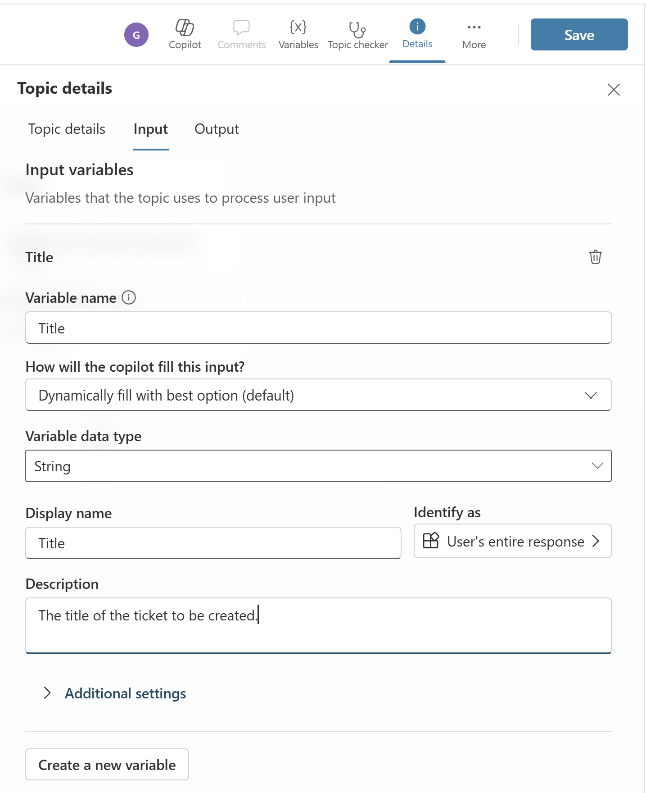 G
Copilot
Comments
{x}
Variables
Topic checker
Details
More
Save
Topic details
Topic details Input Output
Input variables
Variables that the topic uses to process user input
Title
Variable name
Title
How will the copilot fill this input?
Dynamically fill with best option (default)
Variable data type
String
Display name
Identify as
Title
User's entire response
Description
The title of the ticket to be created.
Additional settings
Create a new variable